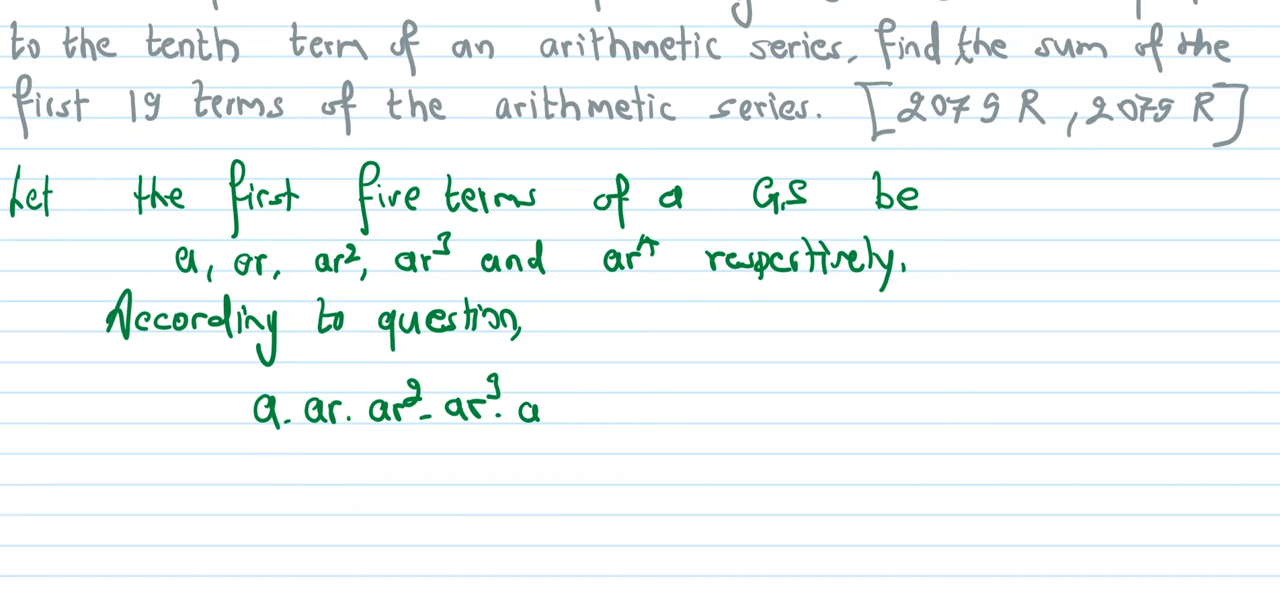 to the tenth term of an arithmetic series, find the sum of the
first 19 terms of the arithmetic series. [2079 R, 2075 R]
Let the first five terms of a G.S be
a, ar, ar², ar³ and ar⁴ respectively.
According to question,
a. ar. ar². ar³. a